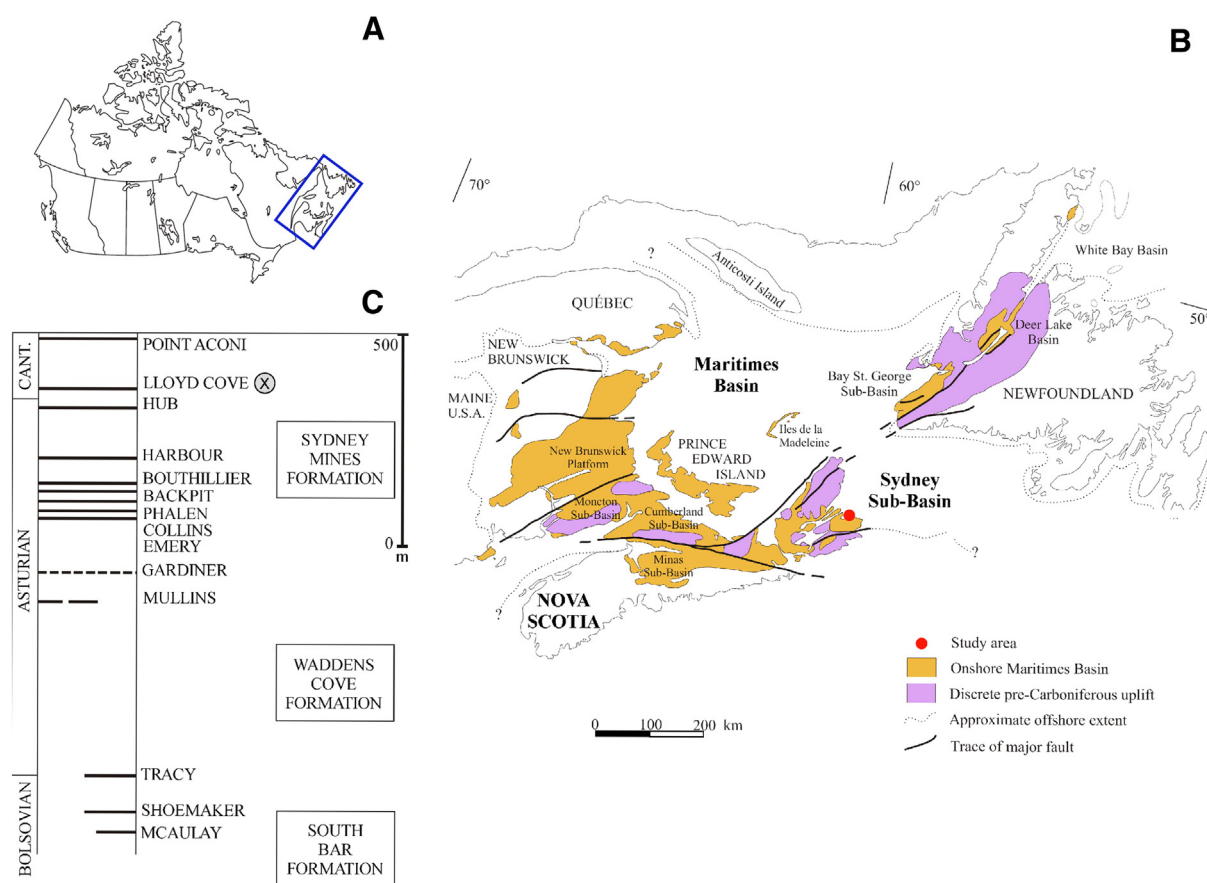 A
B
C
CANT.
ASTURIAN
BOLSOVIAN
POINT ACONI
LLOYD COVE
X
HUB
HARBOUR
BOUTHILLIER
BACKPIT
PHALEN
COLLINS
EMERY
GARDINER
MULLINS
TRACY
SHOEMAKER
MCAULAY
SYDNEY
MINES
FORMATION
WADDENS
COVE
FORMATION
SOUTH
BAR
FORMATION
500
0
m
70°
60°
50°
?
Anticosti Island
QUÉBEC
White Bay Basin
NEW
BRUNSWICK
Maritimes
Basin
Deer Lake
Basin
Bay St. George
Sub-Basin
NEWFOUNDLAND
MAINE
U.S.A.
Iles de la
Madeleine
New Brunswick
Platform
PRINCE
EDWARD
ISLAND
Sydney
Sub-Basin
Moncton
Sub-Basin
Cumberland
Sub-Basin
Minas
Sub-Basin
?
?
NOVA
SCOTIA
Study area
Onshore Maritimes Basin
Discrete pre-Carboniferous uplift
Approximate offshore extent
Trace of major fault
0 100 200 km